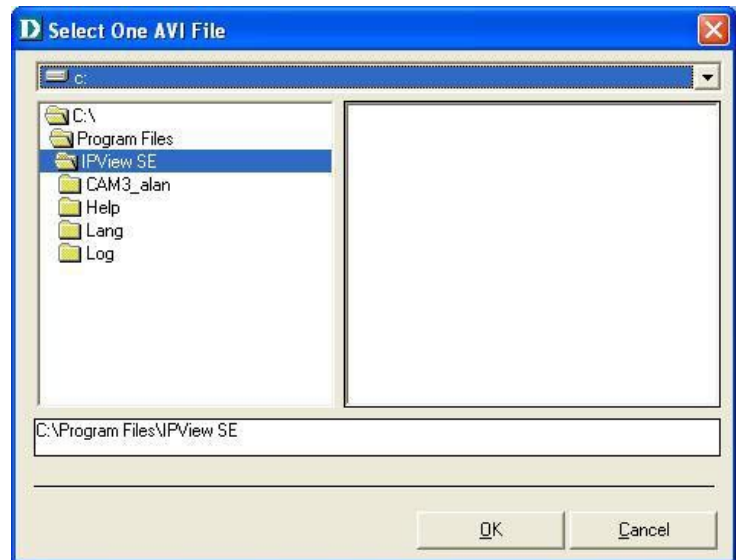 D Select One AVI File
c:
C:\
Program Files
IPView SE
CAM3_alan
Help
Lang
Log
C:\Program Files\IPView SE
OK
Cancel